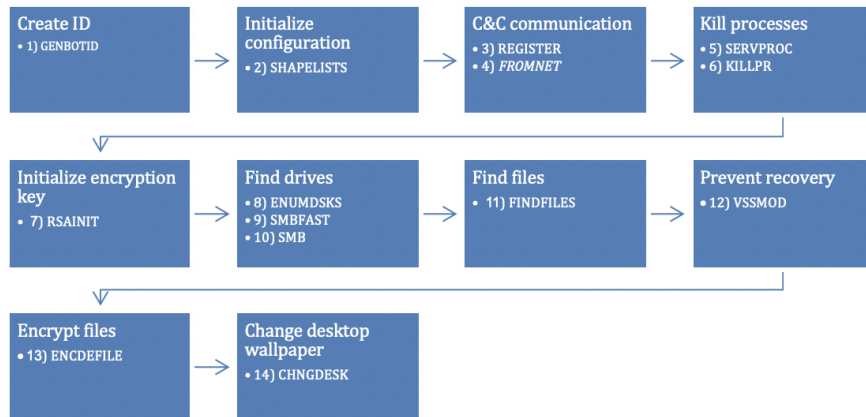 Create ID
• 1) GENBOTID
Initialize
configuration
• 2) SHAPELISTS
C&C communication
• 3) REGISTER
• 4) FROMNET
Kill processes
• 5) SERVPROC
• 6) KILLPR
Initialize encryption
key
• 7) RSAINIT
Find drives
• 8) ENUMDSKS
• 9) SMBFAST
• 10) SMB
Find files
• 11) FINDFILES
Prevent recovery
• 12) VSSMOD
Encrypt files
• 13) ENCDEFILE
Change desktop
wallpaper
• 14) CHNGDESK